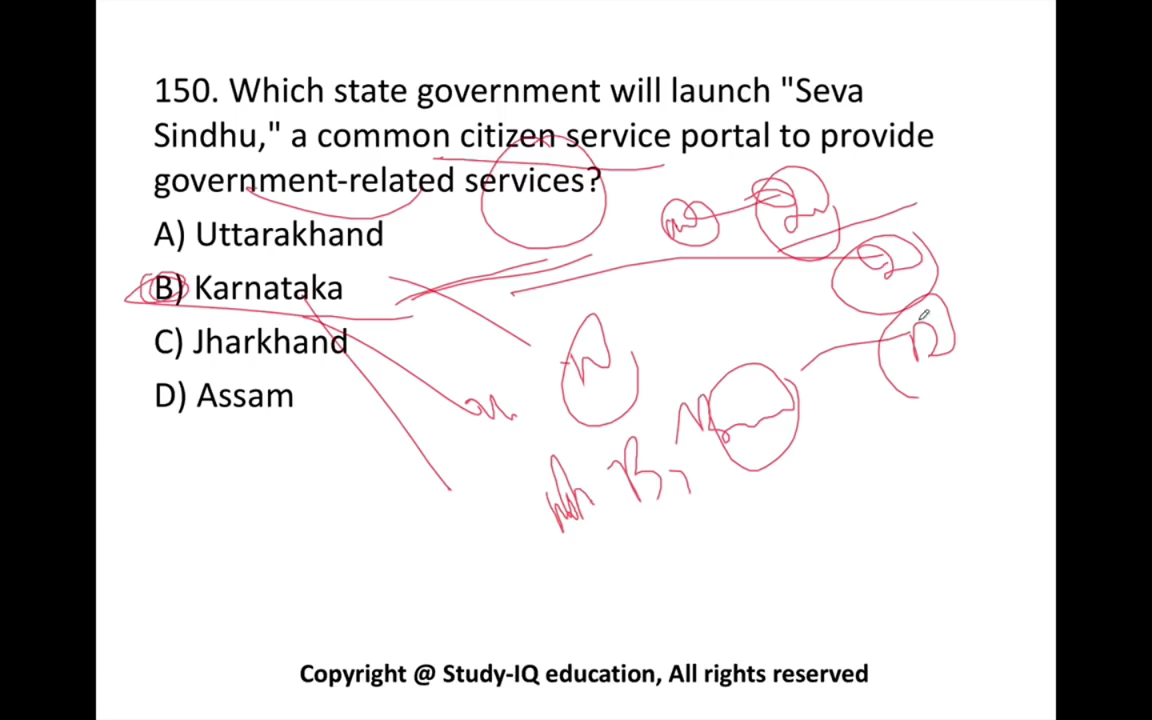 150. Which state government will launch "Seva
Sindhu," a common citizen service portal to provide
government-related services?
A) Uttarakhand
B) Karnataka
C) Jharkhand
D) Assam
Copyright @ Study-IQ education, All rights reserved